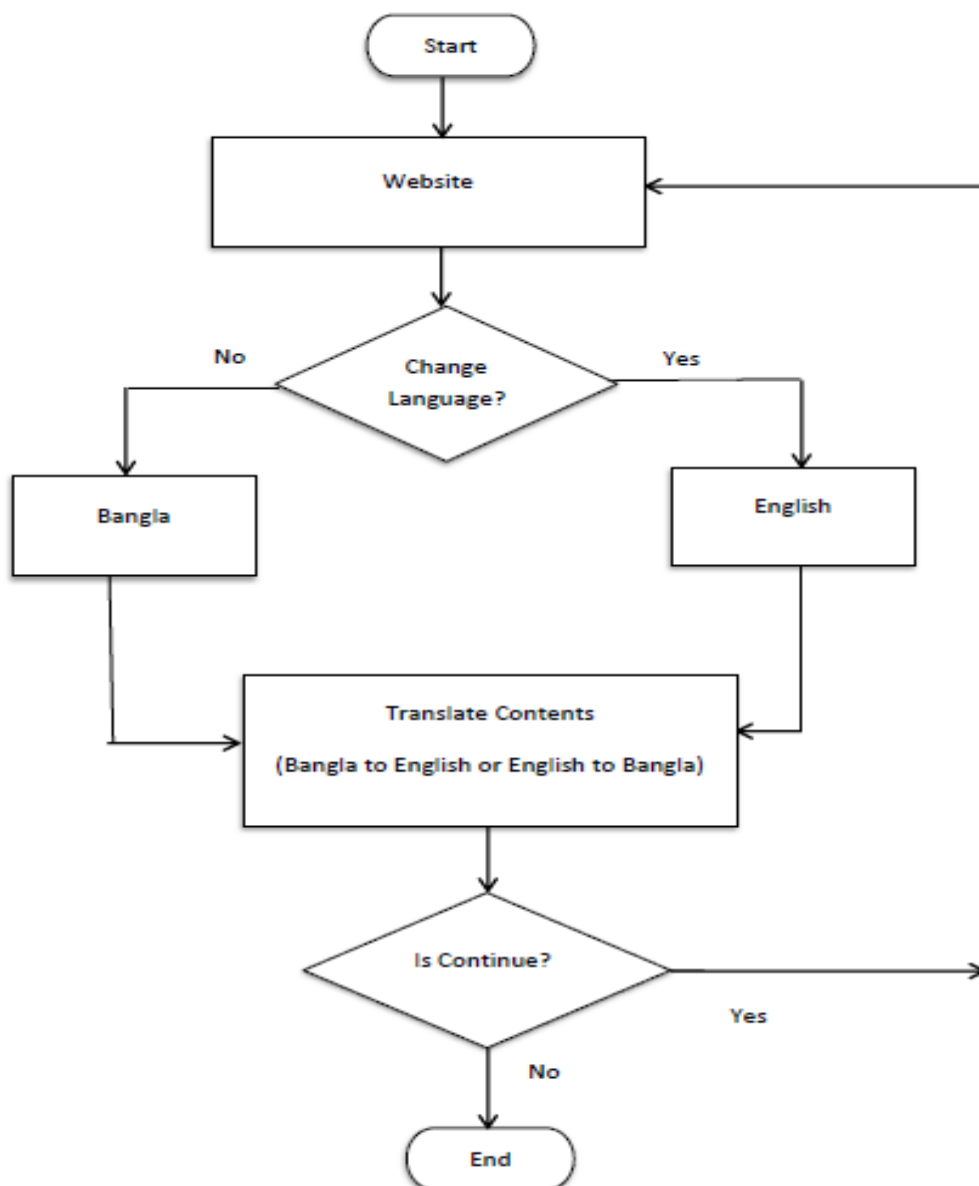 Start
Website
No
Change
Language?
Yes
Bangla
English
Translate Contents
(Bangla to English or English to Bangla)
Is Continue?
Yes
No
End